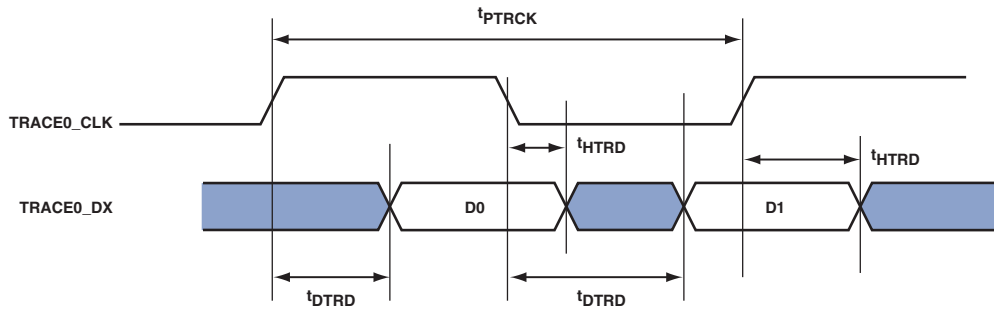 tPTRCK
TRACE0_CLK
tHTRD
tHTRD
TRACE0_DX
D0
D1
tDTRD
tDTRD